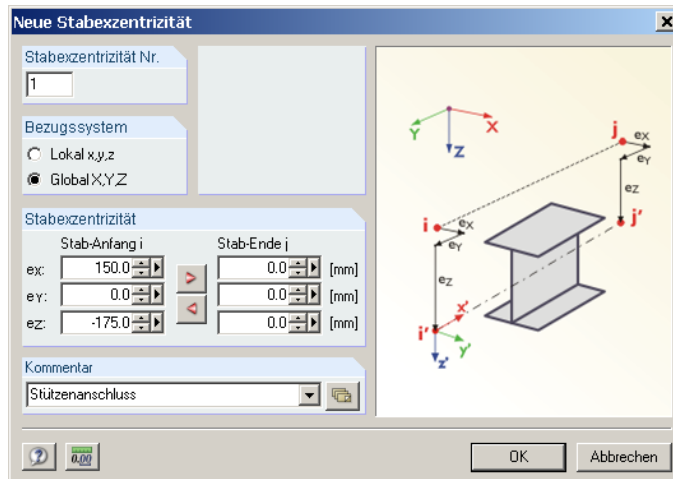 Neue Stabexzentrizität
Stabexzentrizität Nr.
1
Bezugssystem
Lokal x,y,z
Global X,Y,Z
Stabexzentrizität
Stab-Anfang i Stab-Ende j
ex: 150.0 0.0 [mm]
eY: 0.0 0.0 [mm]
eZ: -175.0 0.0 [mm]
Kommentar
Stützenanschluss
0.00
OK Abbrechen
Y X
Z
j eX
eY
eZ
j'
i eX
eY
eZ
x'
i'
y'
z'